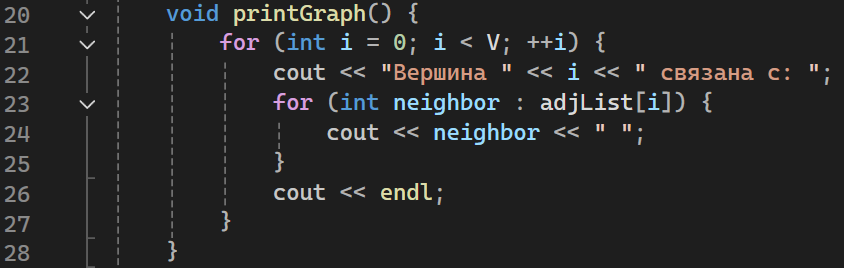 20 void printGraph() {
21 for (int i = 0; i < V; ++i) {
22 cout << "Вершина " << i << " связана с: ";
23 for (int neighbor : adjList[i]) {
24 cout << neighbor << " ";
25 }
26 cout << endl;
27 }
28 }